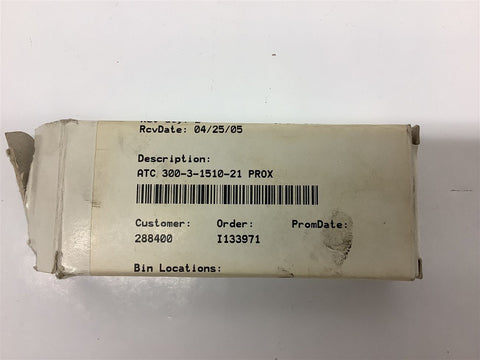 RcvDate: 04/25/05
Description:
ATC 300-3-1510-21 PROX
Customer: Order: PromDate:
288400 I133971
Bin Locations: